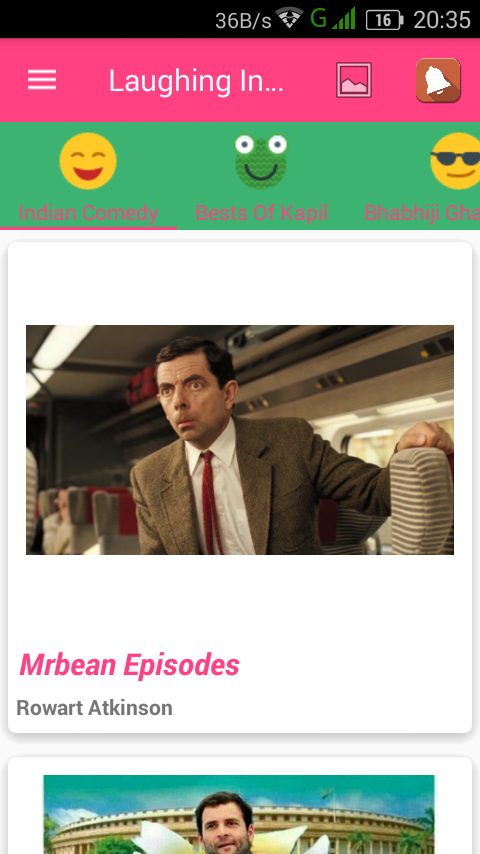 36B/s G 16 20:35
Laughing In...
Indian Comedy Bests Of Kapil Bhabhiji Gha
Mrbean Episodes
Rowart Atkinson